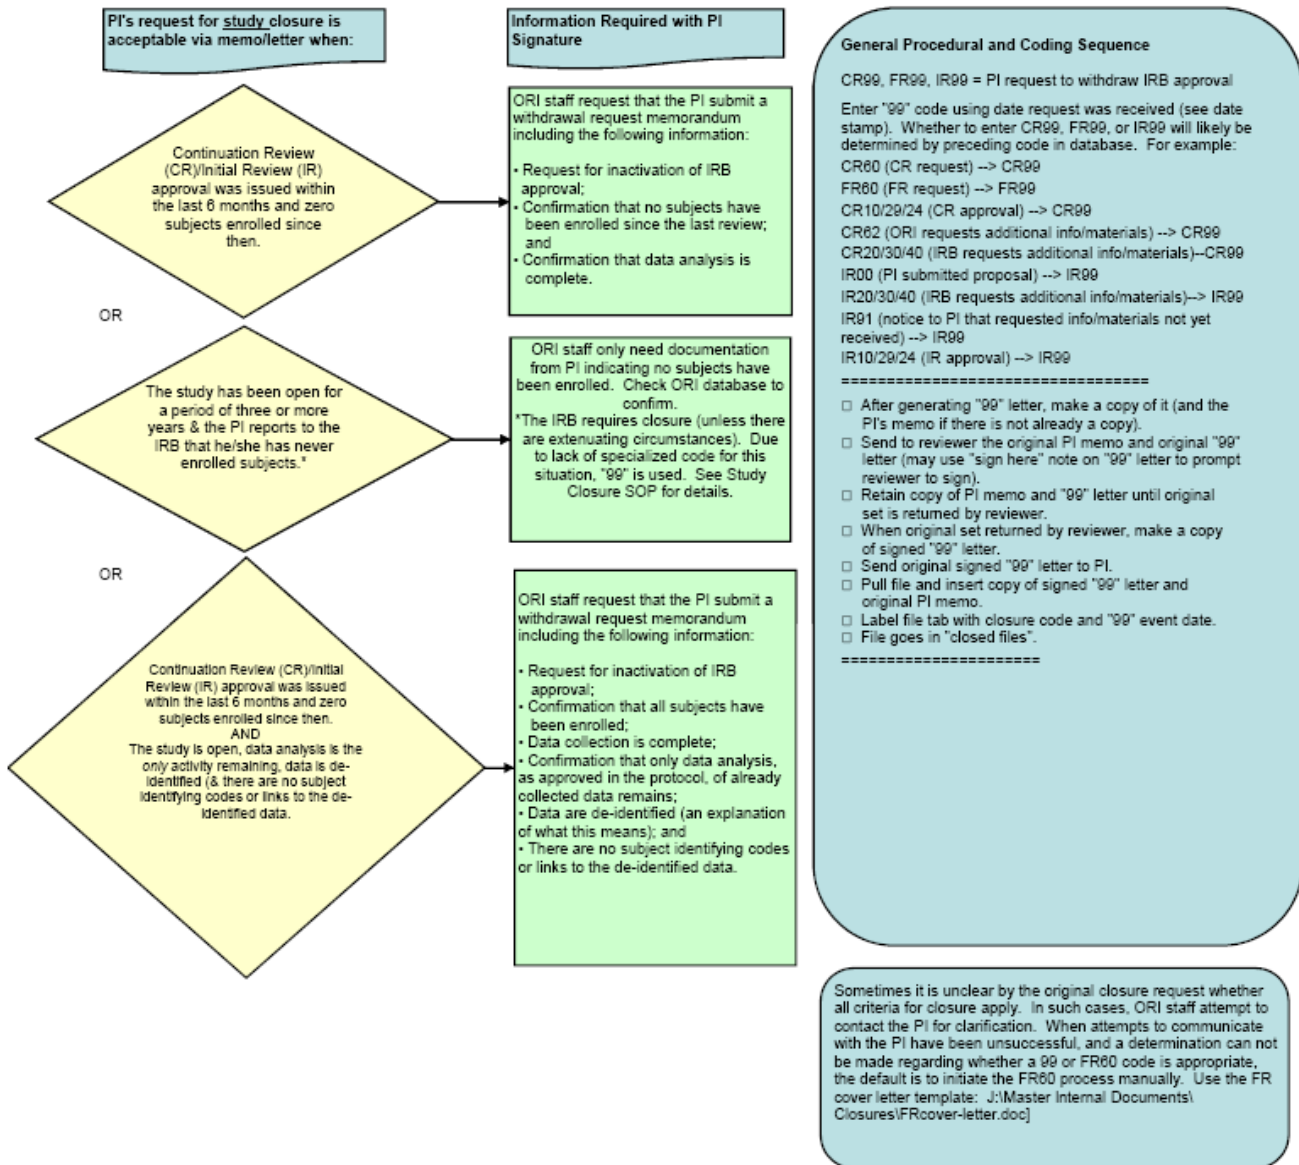 PI's request for study closure is
acceptable via memo/letter when:
Information Required with PI
Signature
Continuation Review
(CR)/Initial Review (IR)
approval was issued within
the last 6 months and zero
subjects enrolled since
then.
ORI staff request that the PI submit a
withdrawal request memorandum
including the following information:
• Request for inactivation of IRB
approval;
• Confirmation that no subjects have
been enrolled since the last review;
and
• Confirmation that data analysis is
complete.
OR
The study has been open for
a period of three or more
years & the PI reports to the
IRB that he/she has never
enrolled subjects.*
ORI staff only need documentation
from PI indicating no subjects have
been enrolled. Check ORI database to
confirm.
*The IRB requires closure (unless there
are extenuating circumstances). Due
to lack of specialized code for this
situation, "99" is used. See Study
Closure SOP for details.
OR
Continuation Review (CR)/Initial
Review (IR) approval was issued
within the last 6 months and zero
subjects enrolled since then.
AND
The study is open, data analysis is the
only activity remaining, data is de-
identified (& there are no subject
identifying codes or links to the de-
identified data.
ORI staff request that the PI submit a
withdrawal request memorandum
including the following information:
• Request for inactivation of IRB
approval;
• Confirmation that all subjects have
been enrolled;
• Data collection is complete;
• Confirmation that only data analysis,
as approved in the protocol, of already
collected data remains;
• Data are de-identified (an explanation
of what this means); and
• There are no subject identifying codes
or links to the de-identified data.
General Procedural and Coding Sequence
CR99, FR99, IR99 = PI request to withdraw IRB approval
Enter "99" code using date request was received (see date
stamp). Whether to enter CR99, FR99, or IR99 will likely be
determined by preceding code in database. For example:
CR60 (CR request) --> CR99
FR60 (FR request) --> FR99
CR10/29/24 (CR approval) --> CR99
CR62 (ORI requests additional info/materials) --> CR99
CR20/30/40 (IRB requests additional info/materials)--CR99
IR00 (PI submitted proposal) --> IR99
IR20/30/40 (IRB requests additional info/materials)--> IR99
IR91 (notice to PI that requested info/materials not yet
received) --> IR99
IR10/29/24 (IR approval) --> IR99
==================================
□ After generating "99" letter, make a copy of it (and the
PI's memo if there is not already a copy).
□ Send to reviewer the original PI memo and original "99"
letter (may use "sign here" note on "99" letter to prompt
reviewer to sign).
□ Retain copy of PI memo and "99" letter until original
set is returned by reviewer.
□ When original set returned by reviewer, make a copy
of signed "99" letter.
□ Send original signed "99" letter to PI.
□ Pull file and insert copy of signed "99" letter and
original PI memo.
□ Label file tab with closure code and "99" event date.
□ File goes in "closed files".
======================
Sometimes it is unclear by the original closure request whether
all criteria for closure apply. In such cases, ORI staff attempt to
contact the PI for clarification. When attempts to communicate
with the PI have been unsuccessful, and a determination can not
be made regarding whether a 99 or FR60 code is appropriate,
the default is to initiate the FR60 process manually. Use the FR
cover letter template: J:\Master Internal Documents\
Closures\FRcover-letter.doc]